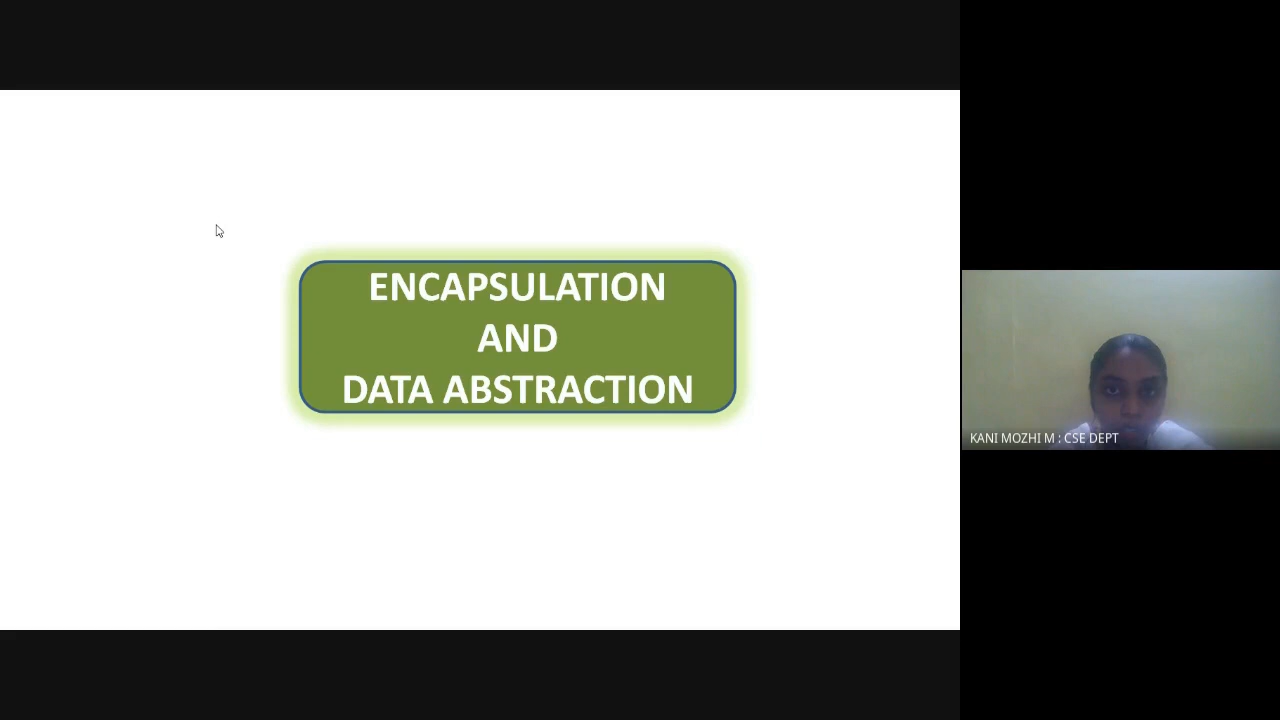 ENCAPSULATION
AND
DATA ABSTRACTION
KANI MOZHI M : CSE DEPT